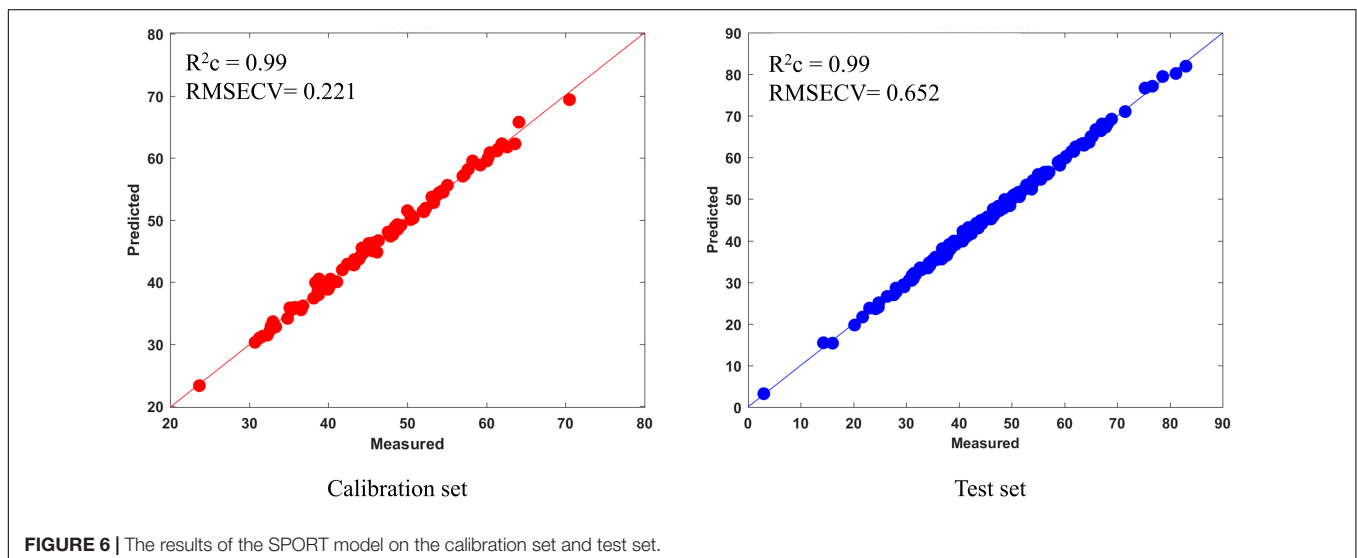 R²c = 0.99
RMSECV= 0.221
80
70
60
50
40
30
20
Predicted
20 30 40 50 60 70 80
Measured
Calibration set
R²c = 0.99
RMSECV= 0.652
90
80
70
60
50
40
30
20
10
0
Predicted
0 10 20 30 40 50 60 70 80 90
Measured
Test set
FIGURE 6 | The results of the SPORT model on the calibration set and test set.